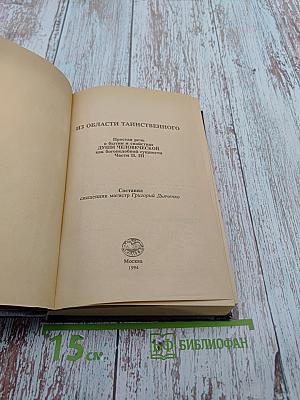 ИЗ ОБЛАСТИ ТАИНСТВЕННОГО
Простая речь
о бытии и свойствах
ДУШИ ЧЕЛОВЕЧЕСКОЙ
как богоподобной сущности
Части II, III
Составил
священник магистр Григорий Дьяченко
Москва
1994
15 см
БИБЛИОФАН